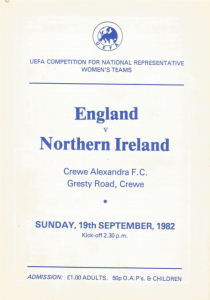 UEFA
UEFA COMPETITION FOR NATIONAL REPRESENTATIVE
WOMEN'S TEAMS
England
v
Northern Ireland
Crewe Alexandra F.C.
Gresty Road, Crewe
SUNDAY, 19th SEPTEMBER, 1982
Kick-off 2.30 p.m.
ADMISSION: £1.00 ADULTS. 50p O.A.P's. & CHILDREN